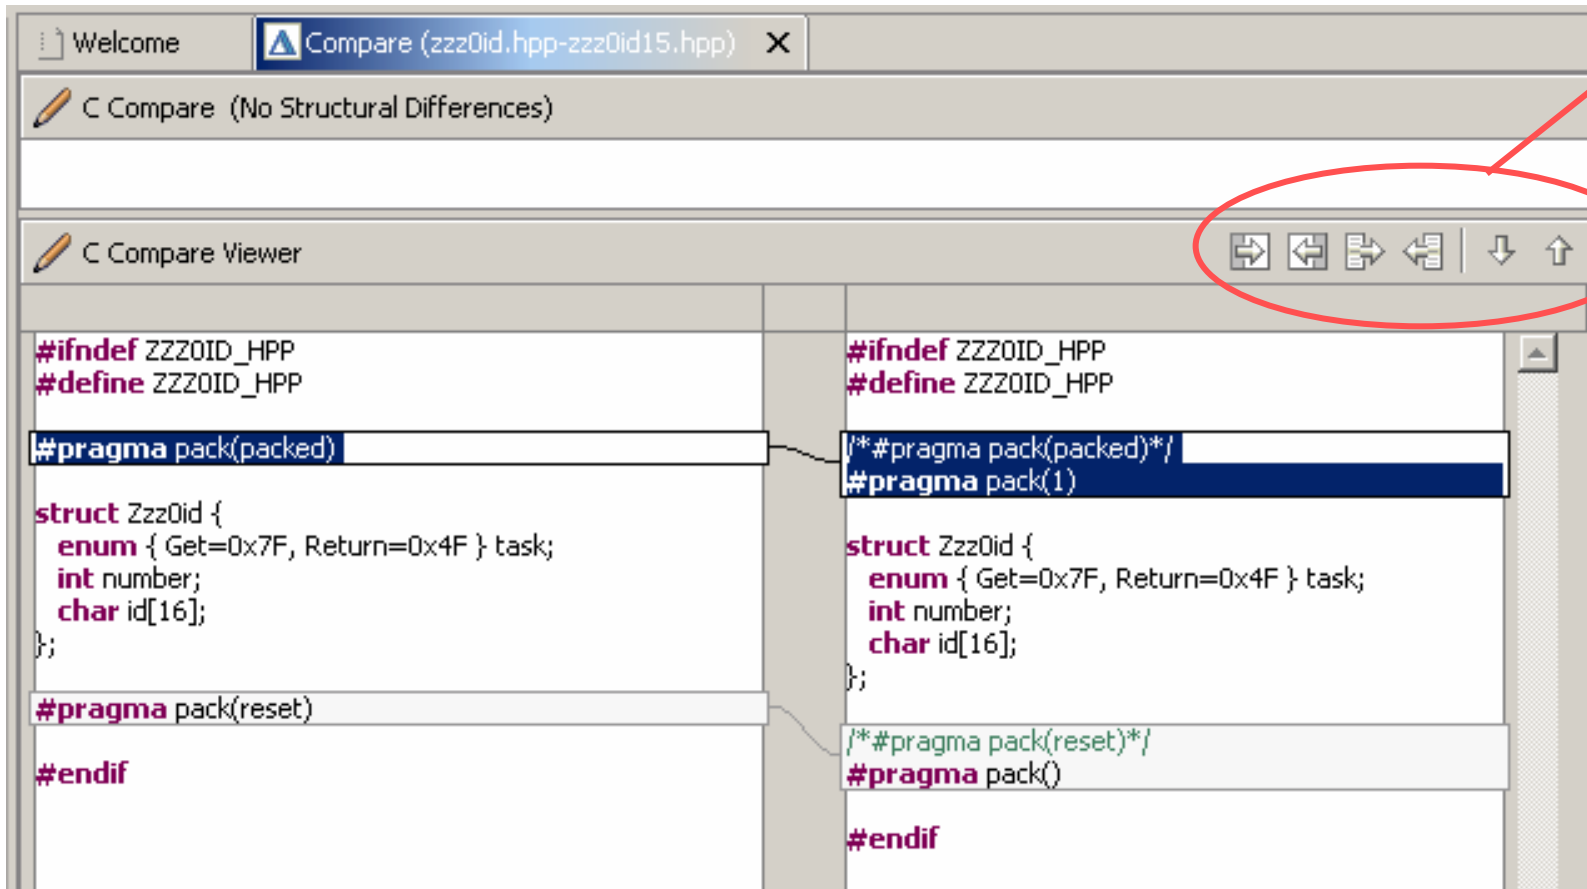 Welcome
Compare (zzz0id.hpp-zzz0id15.hpp)
C Compare (No Structural Differences)
C Compare Viewer
#ifndef ZZZ0ID_HPP
#define ZZZ0ID_HPP
#pragma pack(packed)
struct Zzz0id {
enum { Get=0x7F, Return=0x4F } task;
int number;
char id[16];
};
#pragma pack(reset)
#endif
#ifndef ZZZ0ID_HPP
#define ZZZ0ID_HPP
/*#pragma pack(packed)*/
#pragma pack(1)
struct Zzz0id {
enum { Get=0x7F, Return=0x4F } task;
int number;
char id[16];
};
/*#pragma pack(reset)*/
#pragma pack()
#endif